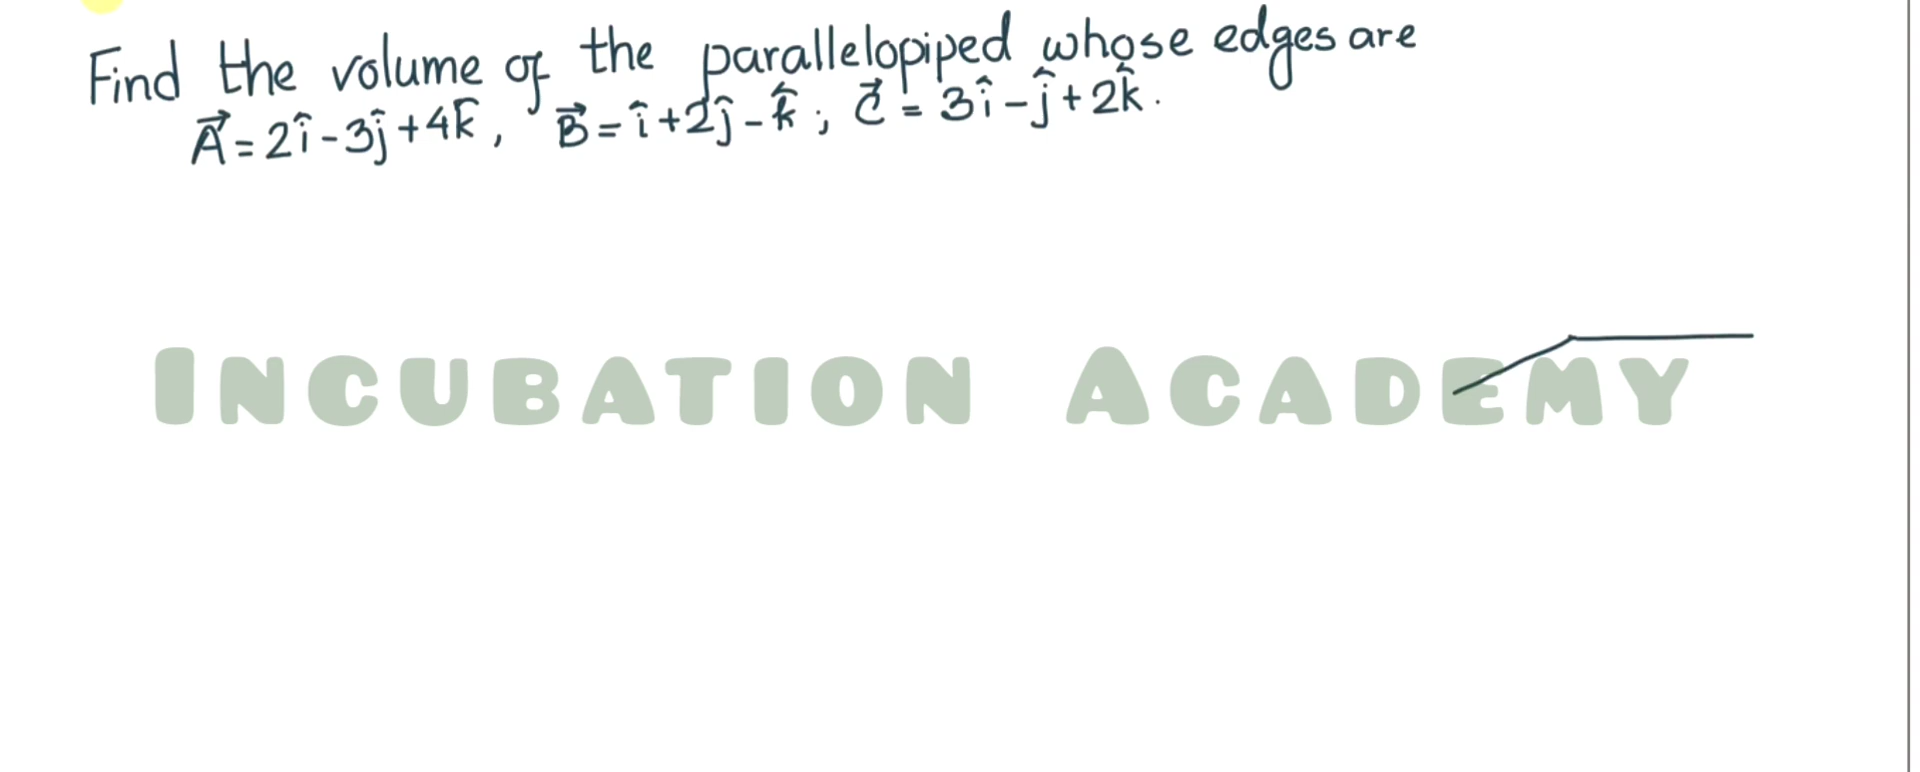 Find the volume of the parallelopiped whose edges are
A⃗ = 2î - 3ĵ + 4k̄, B⃗ = î + 2ĵ - k̂ ; C⃗ = 3î - ĵ + 2k̂.
INCUBATION ACADEMY